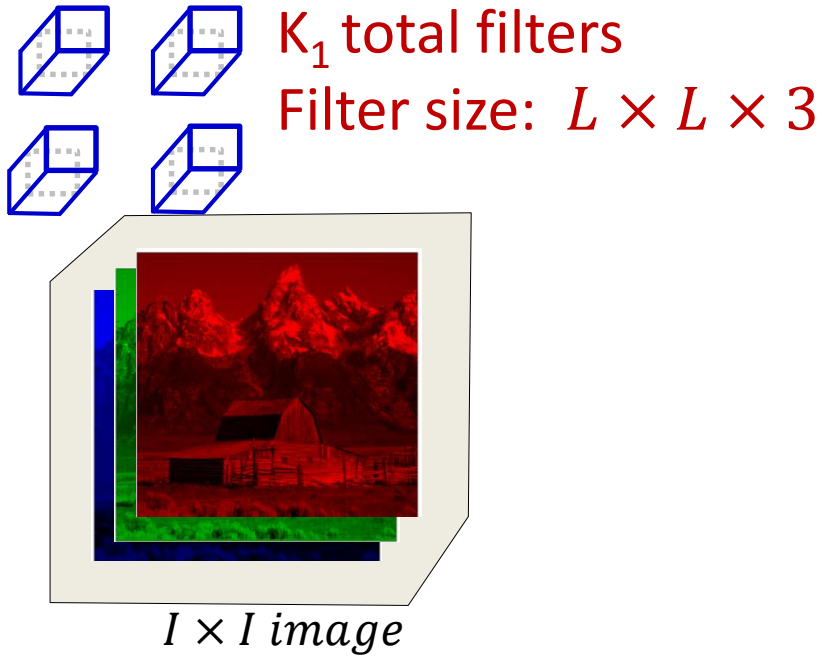 K₁ total filters
Filter size: L × L × 3
I × I image